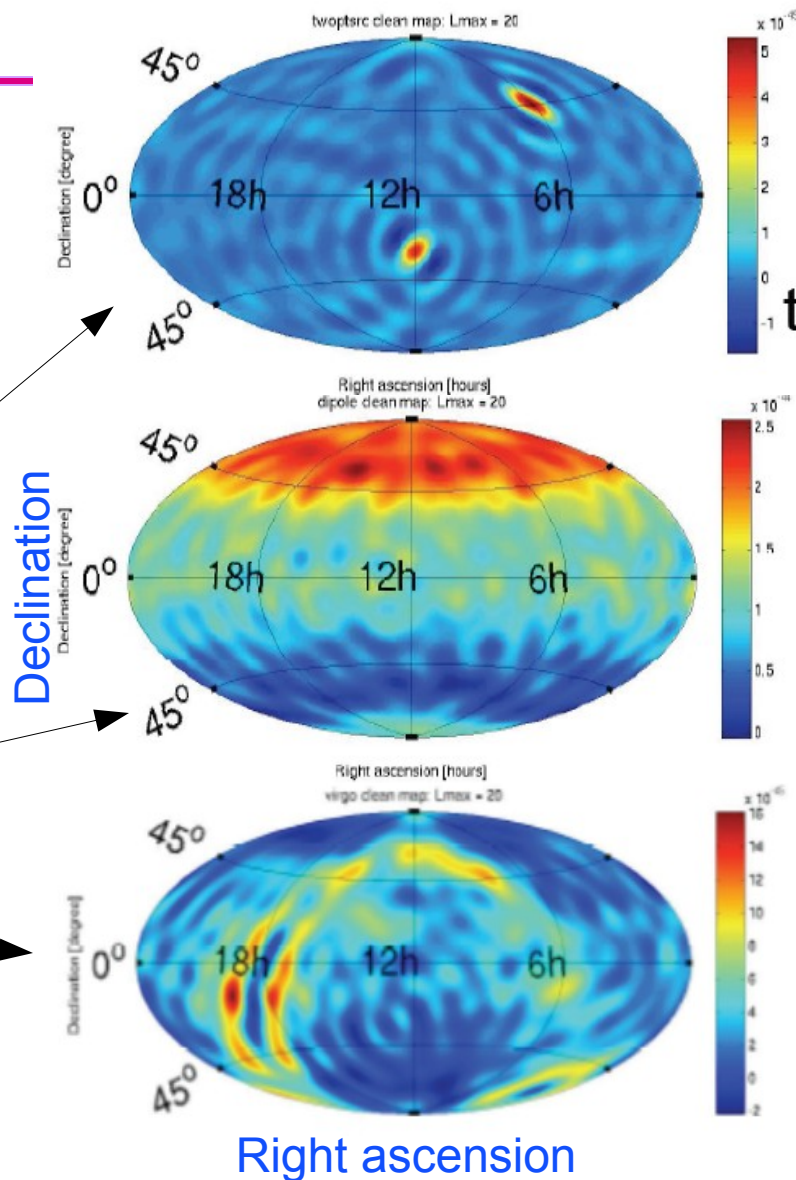 twoptsrc clean map: Lmax = 20
45°
Declination [degree]
0°
18h
12h
6h
45°
5
4
3
2
1
0
-1
t
Right ascension [hours]
dipole clean map: Lmax = 20
Declination
45°
Declination [degree]
0°
18h
12h
6h
45°
2.5
2
1.5
1
0.5
0
Right ascension [hours]
virgo clean map: Lmax = 20
45°
Declination [degree]
0°
18h
12h
6h
45°
16
14
12
10
8
6
4
2
0
-2
Right ascension